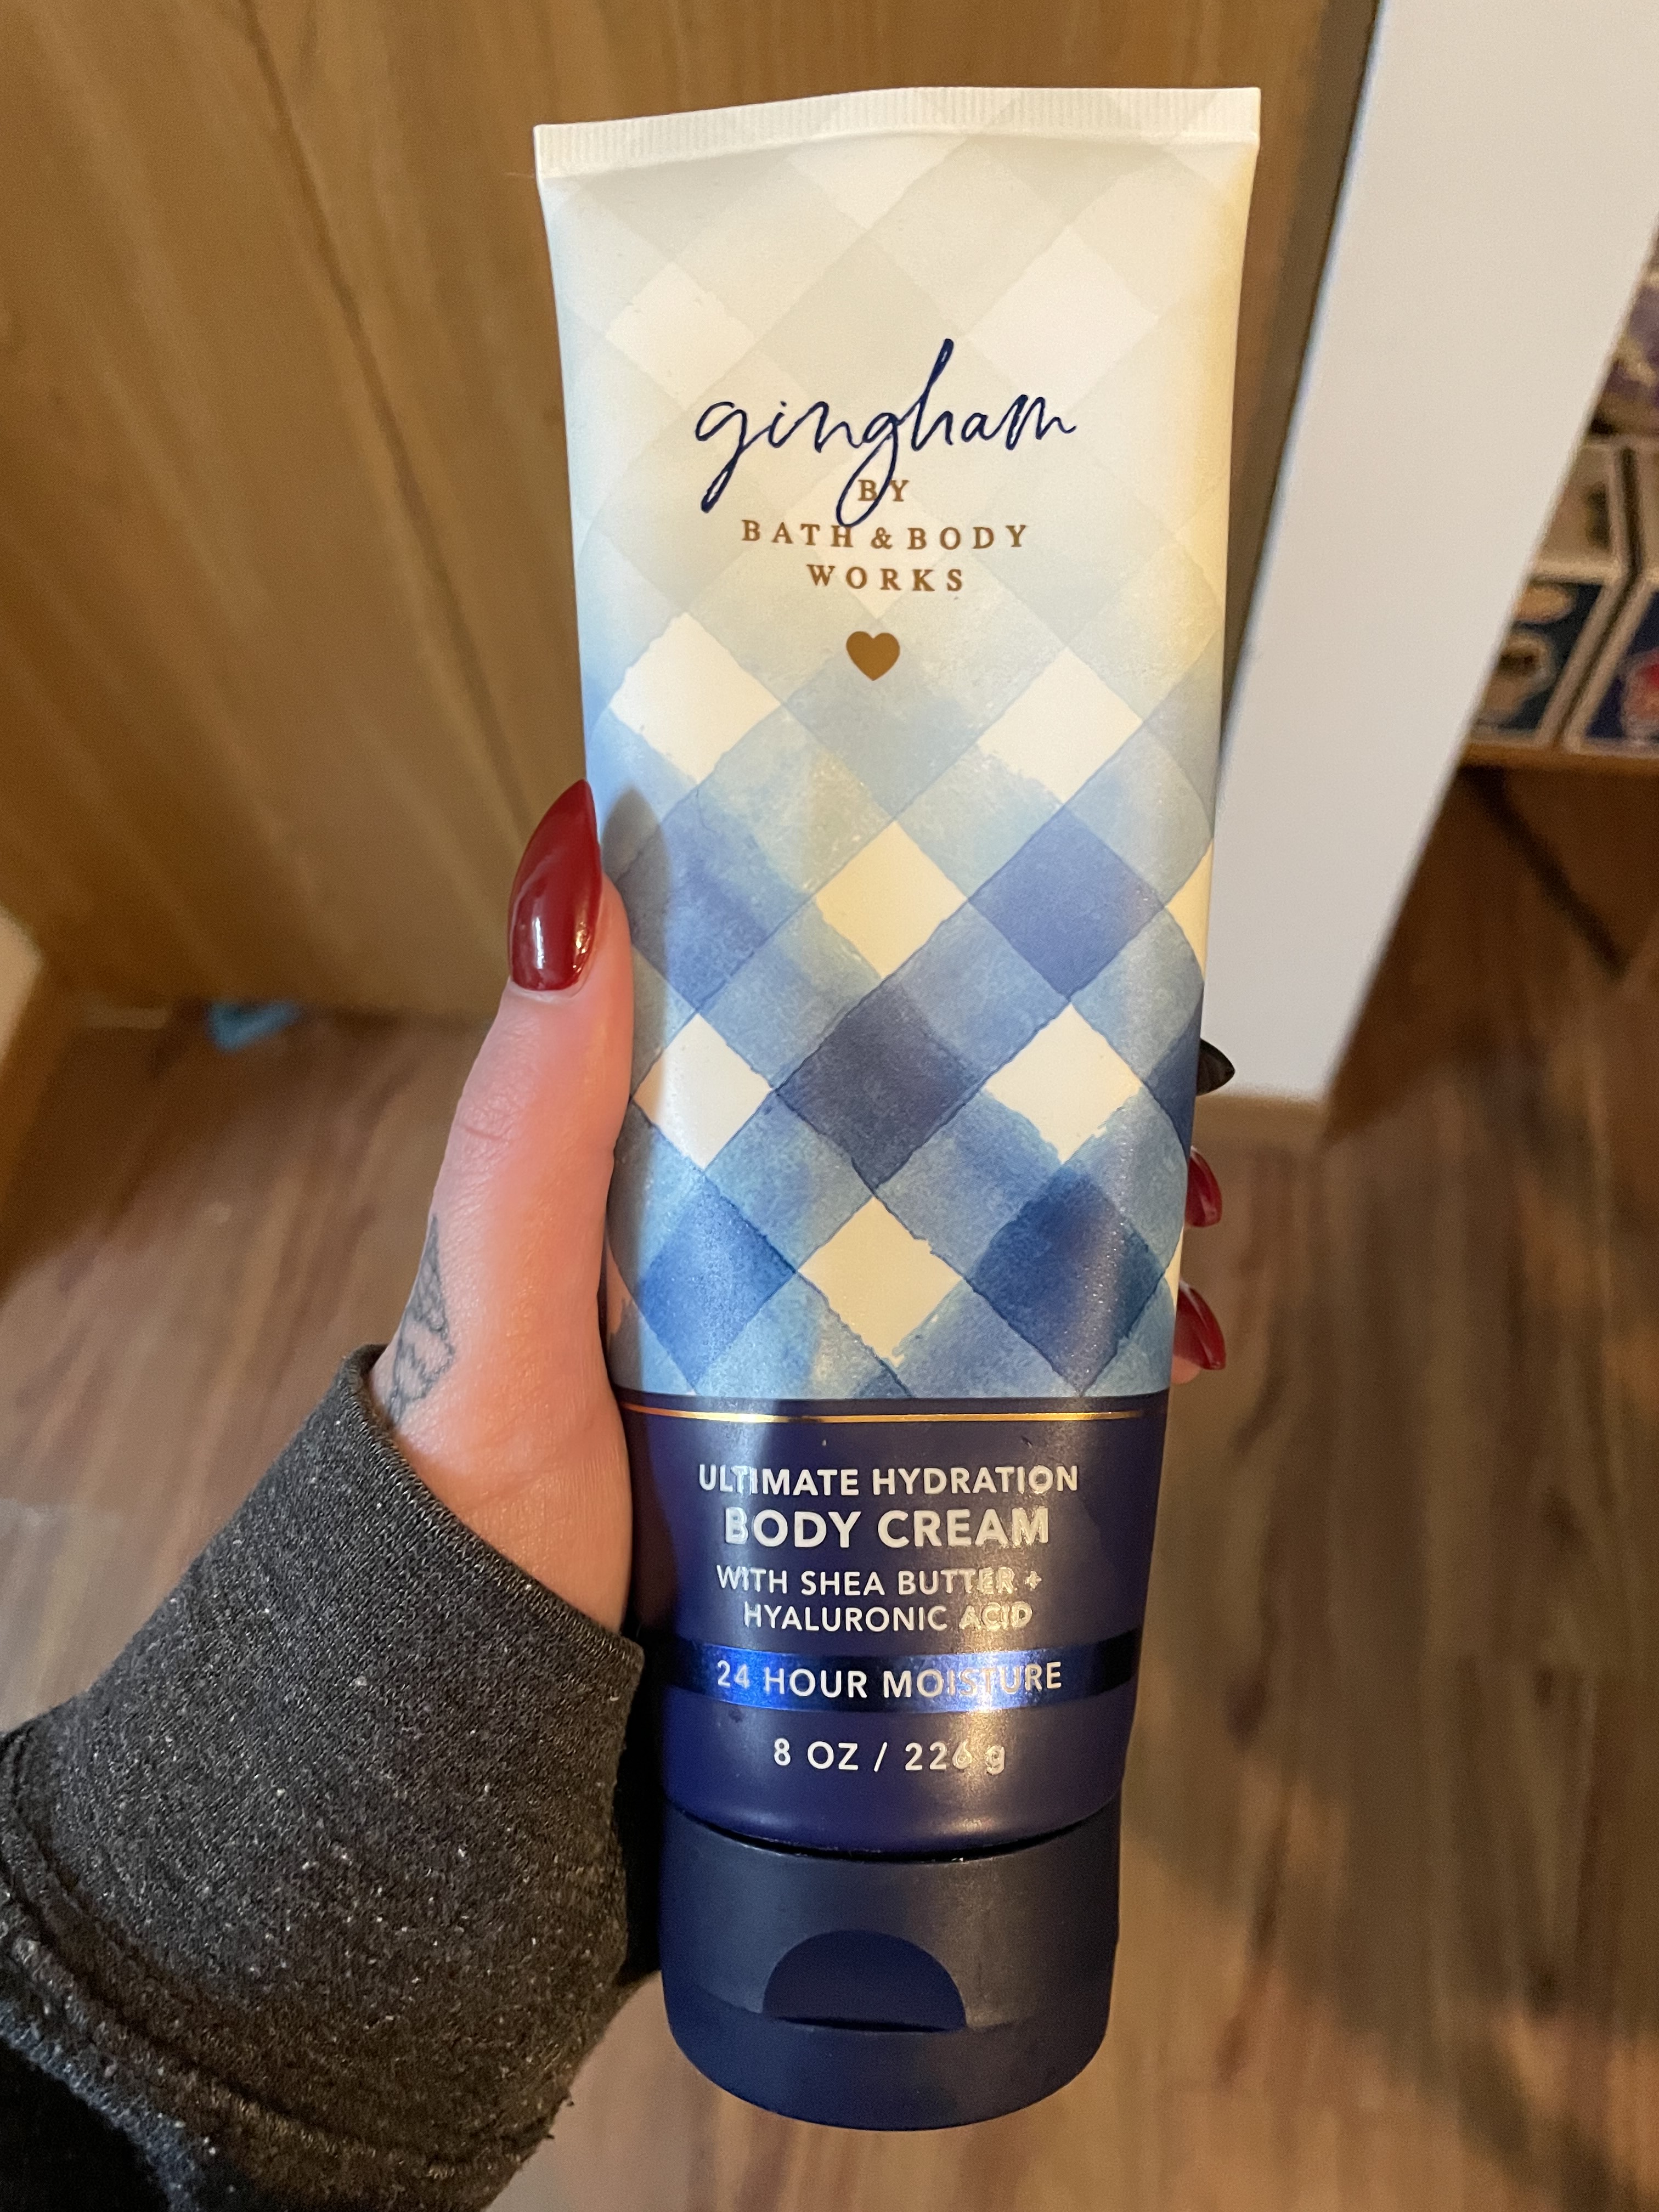 gingham
BY
BATH & BODY
WORKS
ULTIMATE HYDRATION
BODY CREAM
WITH SHEA BUTTER +
HYALURONIC ACID
24 HOUR MOISTURE
8 OZ / 226 g